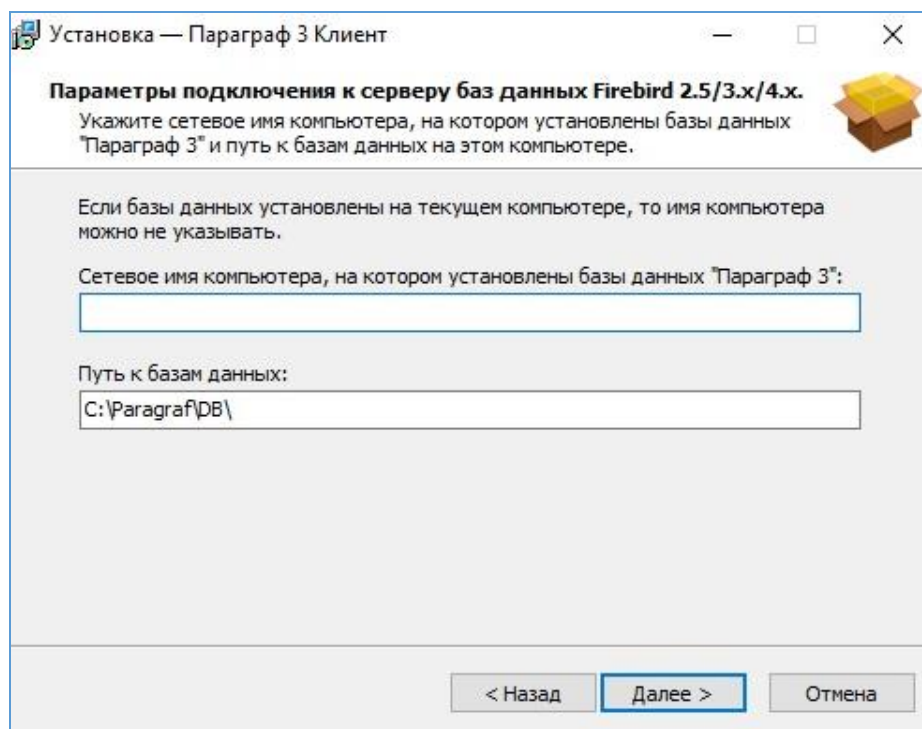 Установка — Параграф 3 Клиент
Параметры подключения к серверу баз данных Firebird 2.5/3.x/4.x.
Укажите сетевое имя компьютера, на котором установлены базы данных
"Параграф 3" и путь к базам данных на этом компьютере.
Если базы данных установлены на текущем компьютере, то имя компьютера
можно не указывать.
Сетевое имя компьютера, на котором установлены базы данных "Параграф 3":
Путь к базам данных:
C:\Paragraf\DB\
< Назад Далее > Отмена